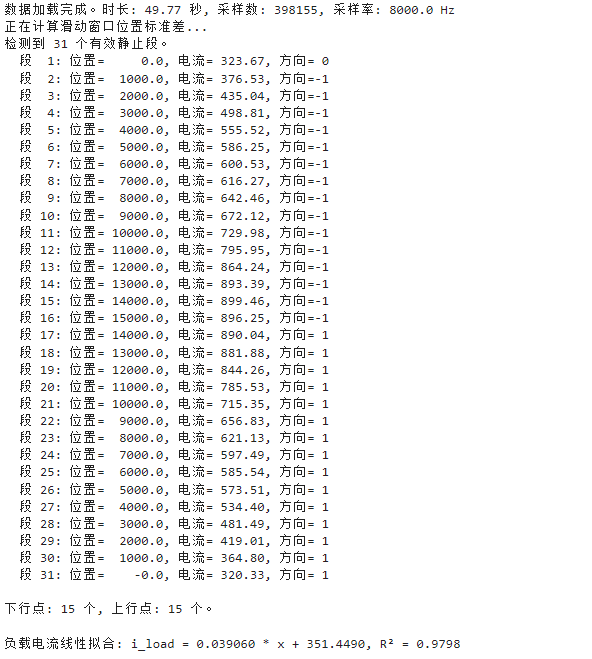 数据加载完成。时长: 49.77 秒, 采样数: 398155, 采样率: 8000.0 Hz
正在计算滑动窗口位置标准差...
检测到 31 个有效静止段。
  段  1: 位置=     0.0, 电流= 323.67, 方向= 0
  段  2: 位置=  1000.0, 电流= 376.53, 方向=-1
  段  3: 位置=  2000.0, 电流= 435.04, 方向=-1
  段  4: 位置=  3000.0, 电流= 498.81, 方向=-1
  段  5: 位置=  4000.0, 电流= 555.52, 方向=-1
  段  6: 位置=  5000.0, 电流= 586.25, 方向=-1
  段  7: 位置=  6000.0, 电流= 600.53, 方向=-1
  段  8: 位置=  7000.0, 电流= 616.27, 方向=-1
  段  9: 位置=  8000.0, 电流= 642.46, 方向=-1
  段 10: 位置=  9000.0, 电流= 672.12, 方向=-1
  段 11: 位置= 10000.0, 电流= 729.98, 方向=-1
  段 12: 位置= 11000.0, 电流= 795.95, 方向=-1
  段 13: 位置= 12000.0, 电流= 864.24, 方向=-1
  段 14: 位置= 13000.0, 电流= 893.39, 方向=-1
  段 15: 位置= 14000.0, 电流= 899.46, 方向=-1
  段 16: 位置= 15000.0, 电流= 896.25, 方向=-1
  段 17: 位置= 14000.0, 电流= 890.04, 方向= 1
  段 18: 位置= 13000.0, 电流= 881.88, 方向= 1
  段 19: 位置= 12000.0, 电流= 844.26, 方向= 1
  段 20: 位置= 11000.0, 电流= 785.53, 方向= 1
  段 21: 位置= 10000.0, 电流= 715.35, 方向= 1
  段 22: 位置=  9000.0, 电流= 656.83, 方向= 1
  段 23: 位置=  8000.0, 电流= 621.13, 方向= 1
  段 24: 位置=  7000.0, 电流= 597.49, 方向= 1
  段 25: 位置=  6000.0, 电流= 585.54, 方向= 1
  段 26: 位置=  5000.0, 电流= 573.51, 方向= 1
  段 27: 位置=  4000.0, 电流= 534.40, 方向= 1
  段 28: 位置=  3000.0, 电流= 481.49, 方向= 1
  段 29: 位置=  2000.0, 电流= 419.01, 方向= 1
  段 30: 位置=  1000.0, 电流= 364.80, 方向= 1
  段 31: 位置=    -0.0, 电流= 320.33, 方向= 1
下行点: 15 个, 上行点: 15 个。
负载电流线性拟合: i_load = 0.039060 * x + 351.4490, R² = 0.9798